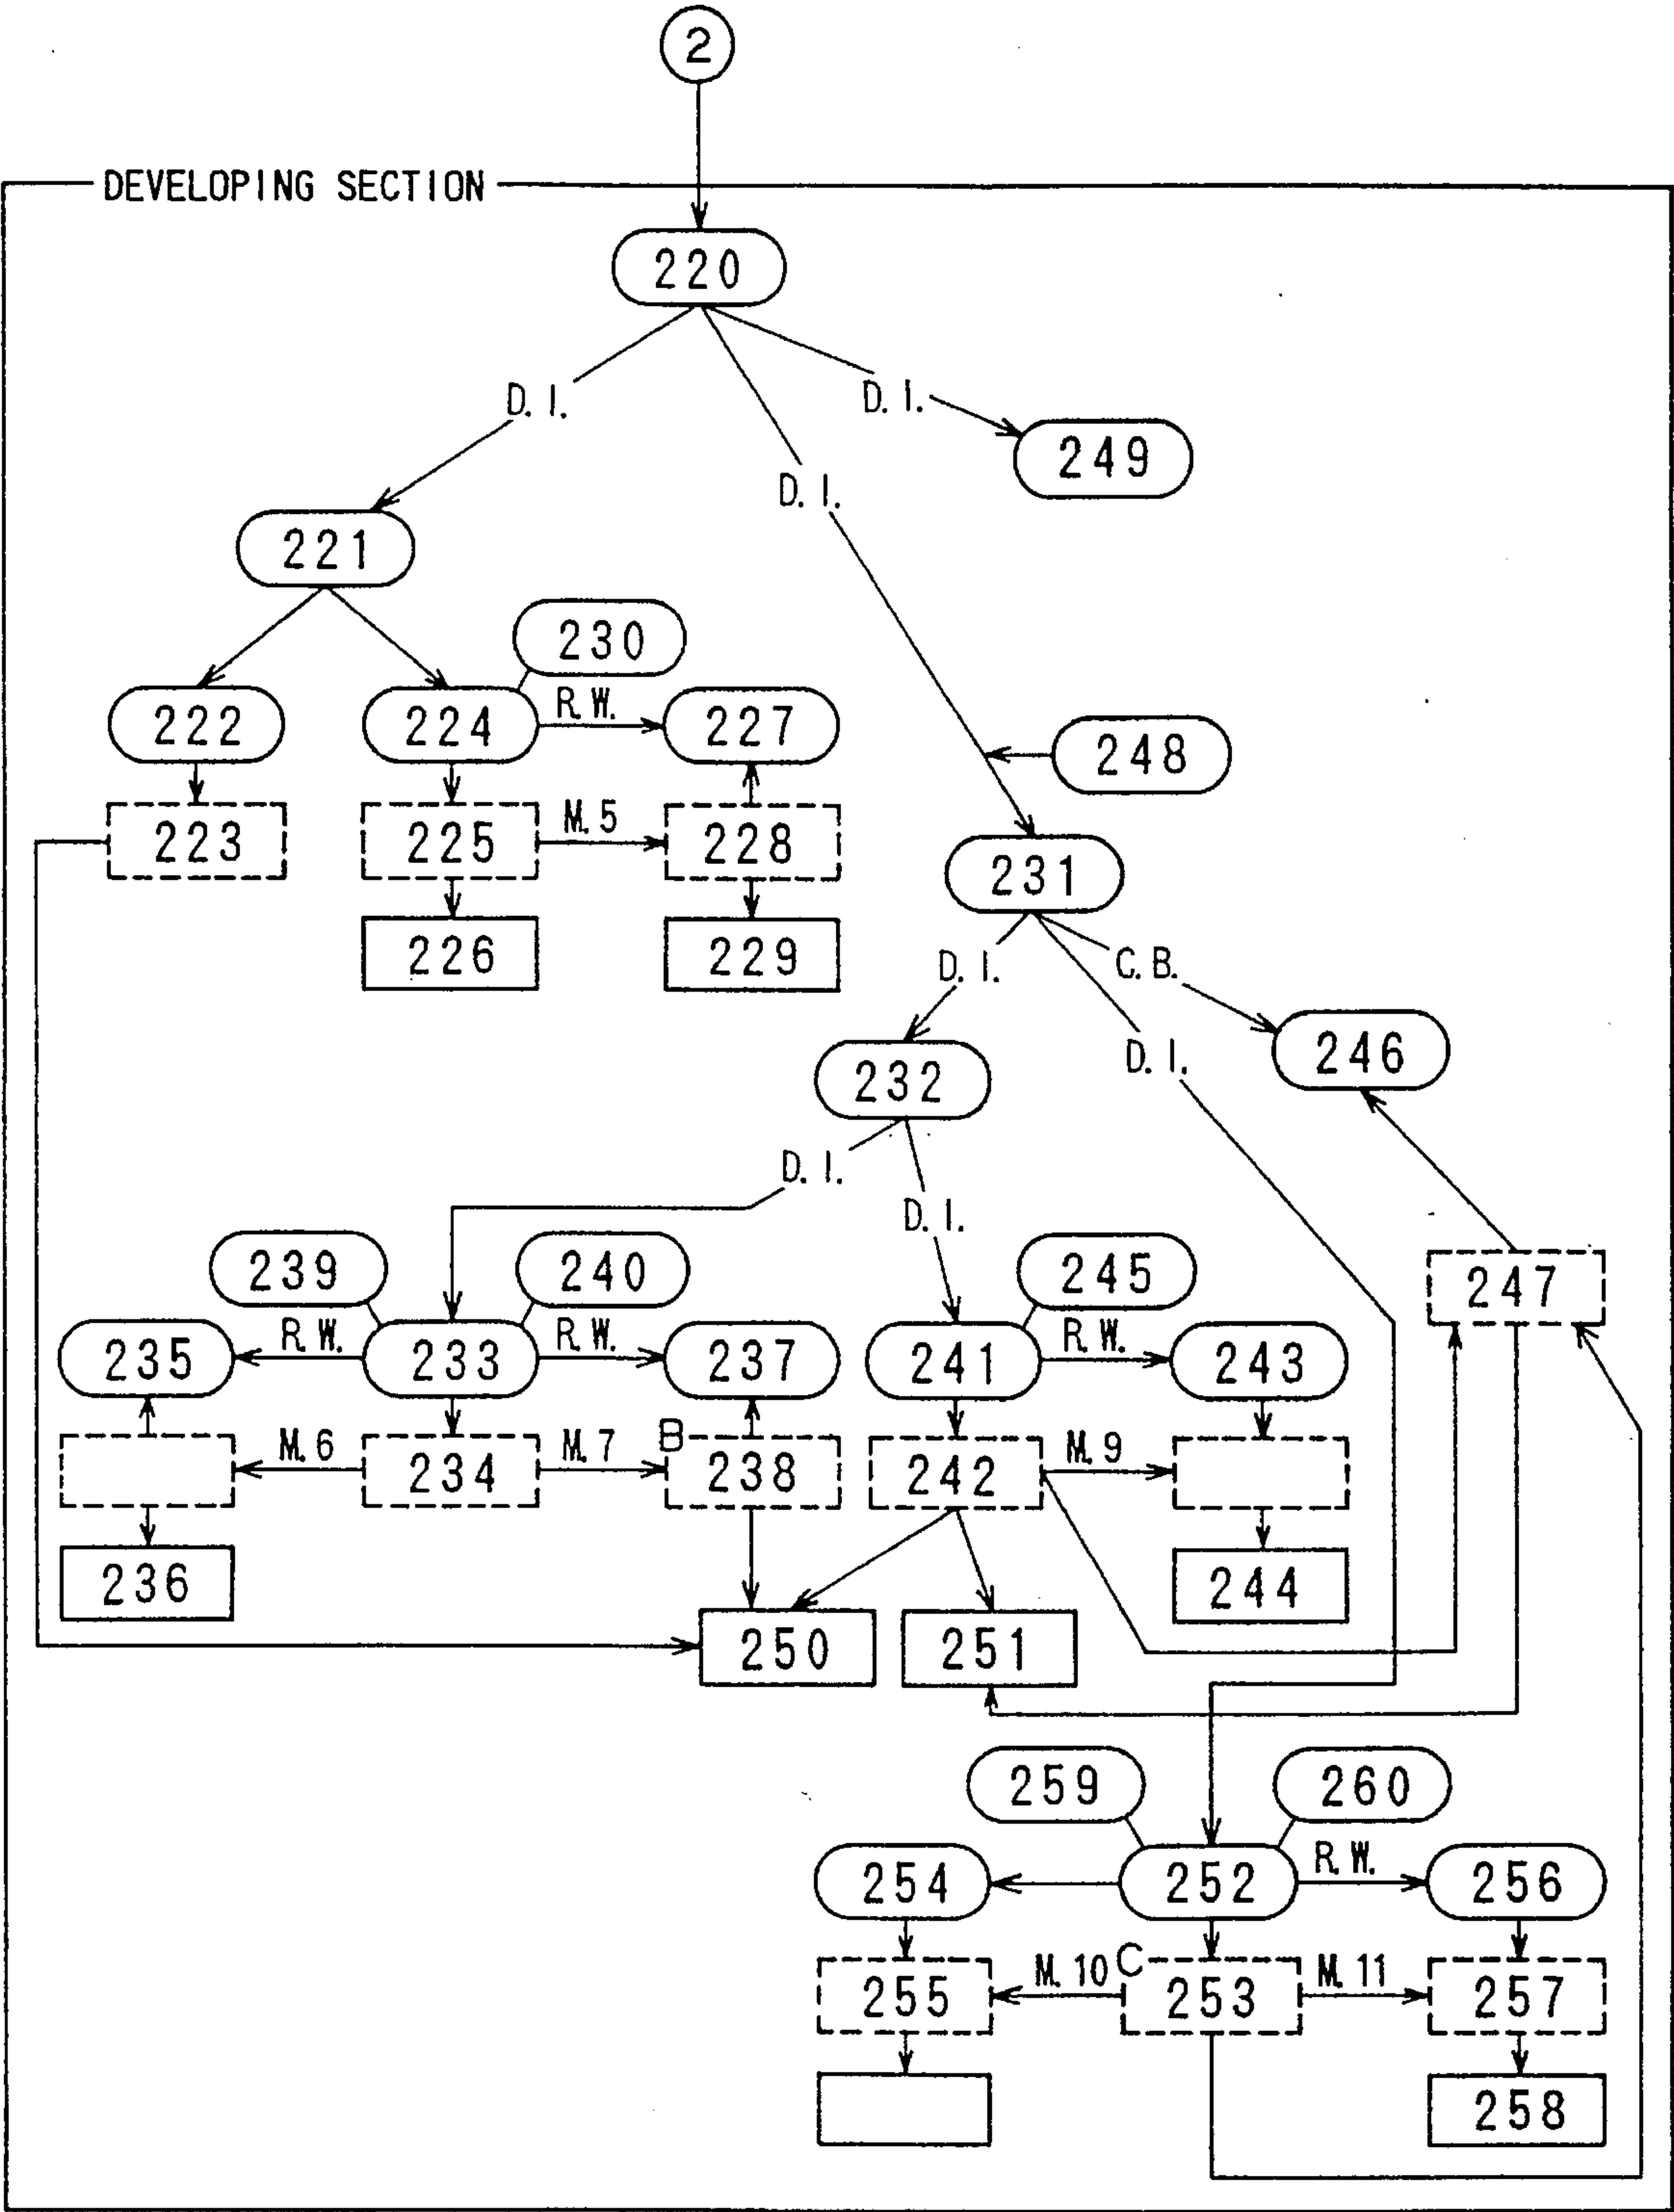 2
DEVELOPING SECTION
220
D. I. D. I.
249
D. I.
221
230
222 224 R.W. 227
248
223 225 M.5 228
231
226 229
D. I. C. B.
246
D. I.
232
D. I.
D. I.
239 240 245 247
235 R.W. 233 R.W. 237 241 R.W. 243
M.6 234 M.7 B 238 242 M.9
236 244
250 251
259 260
254 252 R.W. 256
255 M.10 C 253 M.11 257
258